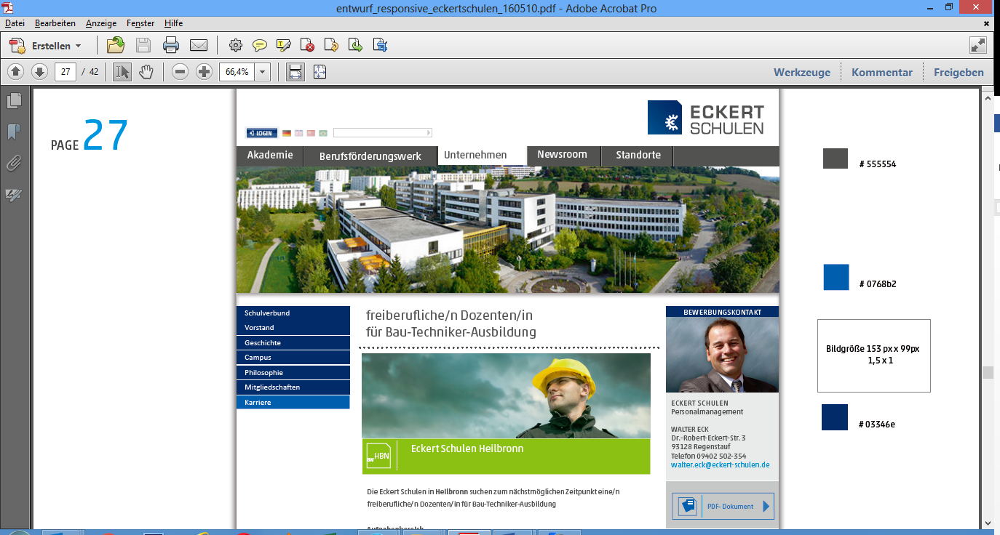 entwurf_responsive_eckertschulen_160510.pdf - Adobe Acrobat Pro
Datei Bearbeiten Anzeige Fenster Hilfe
Erstellen
27 / 42 66,4% Werkzeuge Kommentar Freigeben
PAGE 27
ECKERT
SCHULEN
LOGIN
Akademie Berufsförderungswerk Unternehmen Newsroom Standorte
# 555554
# 0768b2
Schulverbund
Vorstand
Geschichte
Campus
Philosophie
Mitgliedschaften
Karriere
freiberufliche/n Dozenten/in
für Bau-Techniker-Ausbildung
BW HBN
Eckert Schulen Heilbronn
Die Eckert Schulen in Heilbronn suchen zum nächstmöglichen Zeitpunkt eine/n
freiberufliche/n Dozenten/in für Bau-Techniker-Ausbildung
Aufgabenbereich
BEWERBUNGSKONTAKT
ECKERT SCHULEN
Personalmanagement
WALTER ECK
Dr.-Robert-Eckert-Str. 3
93128 Regenstauf
Telefon 09402 502-354
walter.eck@eckert-schulen.de
PDF- Dokument
Bildgröße 153 px x 99px
1,5 x 1
# 03346e